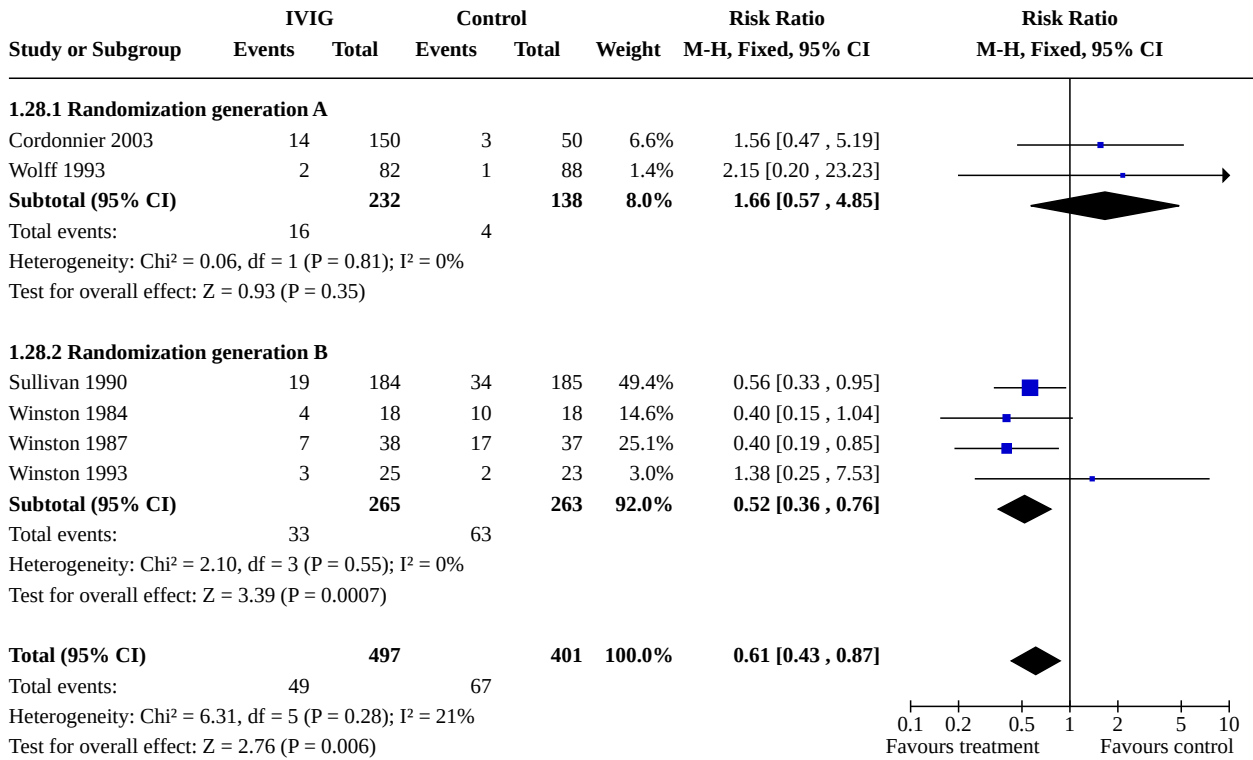 IVIG Control Risk Ratio Risk Ratio
Study or Subgroup Events Total Events Total Weight M-H, Fixed, 95% CI M-H, Fixed, 95% CI
1.28.1 Randomization generation A
Cordonnier 2003 14 150 3 50 6.6% 1.56 [0.47 , 5.19]
Wolff 1993 2 82 1 88 1.4% 2.15 [0.20 , 23.23]
Subtotal (95% CI) 232 138 8.0% 1.66 [0.57 , 4.85]
Total events: 16 4
Heterogeneity: Chi² = 0.06, df = 1 (P = 0.81); I² = 0%
Test for overall effect: Z = 0.93 (P = 0.35)
1.28.2 Randomization generation B
Sullivan 1990 19 184 34 185 49.4% 0.56 [0.33 , 0.95]
Winston 1984 4 18 10 18 14.6% 0.40 [0.15 , 1.04]
Winston 1987 7 38 17 37 25.1% 0.40 [0.19 , 0.85]
Winston 1993 3 25 2 23 3.0% 1.38 [0.25 , 7.53]
Subtotal (95% CI) 265 263 92.0% 0.52 [0.36 , 0.76]
Total events: 33 63
Heterogeneity: Chi² = 2.10, df = 3 (P = 0.55); I² = 0%
Test for overall effect: Z = 3.39 (P = 0.0007)
Total (95% CI) 497 401 100.0% 0.61 [0.43 , 0.87]
Total events: 49 67
Heterogeneity: Chi² = 6.31, df = 5 (P = 0.28); I² = 21%
0.1 0.2 0.5 1 2 5 10
Test for overall effect: Z = 2.76 (P = 0.006) Favours treatment Favours control